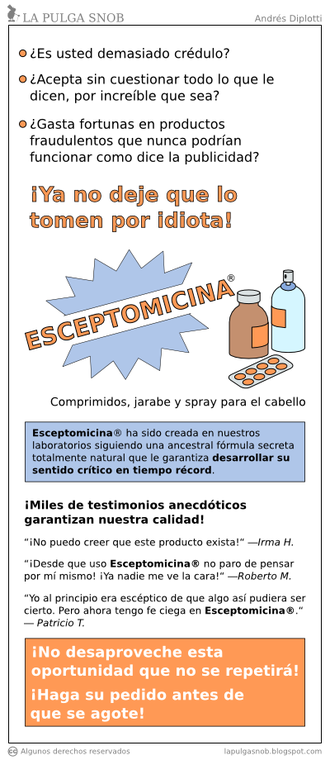 LA PULGA SNOB
Andrés Diplotti
¿Es usted demasiado crédulo?
¿Acepta sin cuestionar todo lo que le
dicen, por increíble que sea?
¿Gasta fortunas en productos
fraudulentos que nunca podrían
funcionar como dice la publicidad?
¡Ya no deje que lo
tomen por idiota!
ESCEPTOMICINA®
Comprimidos, jarabe y spray para el cabello
Esceptomicina® ha sido creada en nuestros
laboratorios siguiendo una ancestral fórmula secreta
totalmente natural que le garantiza desarrollar su
sentido crítico en tiempo récord.
¡Miles de testimonios anecdóticos
garantizan nuestra calidad!
“¡No puedo creer que este producto exista!” —Irma H.
“¡Desde que uso Esceptomicina® no paro de pensar
por mí mismo! ¡Ya nadie me ve la cara!” —Roberto M.
“Yo al principio era escéptico de que algo así pudiera ser
cierto. Pero ahora tengo fe ciega en Esceptomicina®.”
— Patricio T.
¡No desaproveche esta
oportunidad que no se repetirá!
¡Haga su pedido antes de
que se agote!
cc Algunos derechos reservados
lapulgasnob.blogspot.com